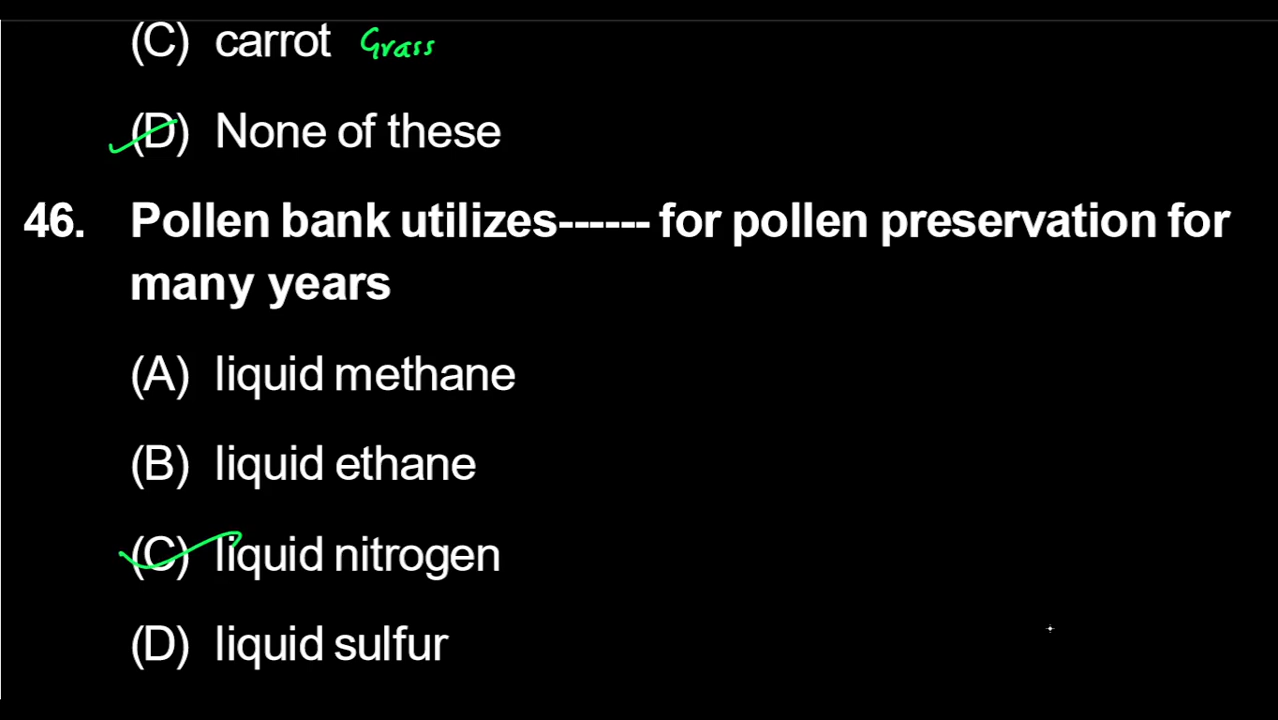 (C) carrot Grass
(D) None of these
46. Pollen bank utilizes------ for pollen preservation for
many years
(A) liquid methane
(B) liquid ethane
(C) liquid nitrogen
(D) liquid sulfur